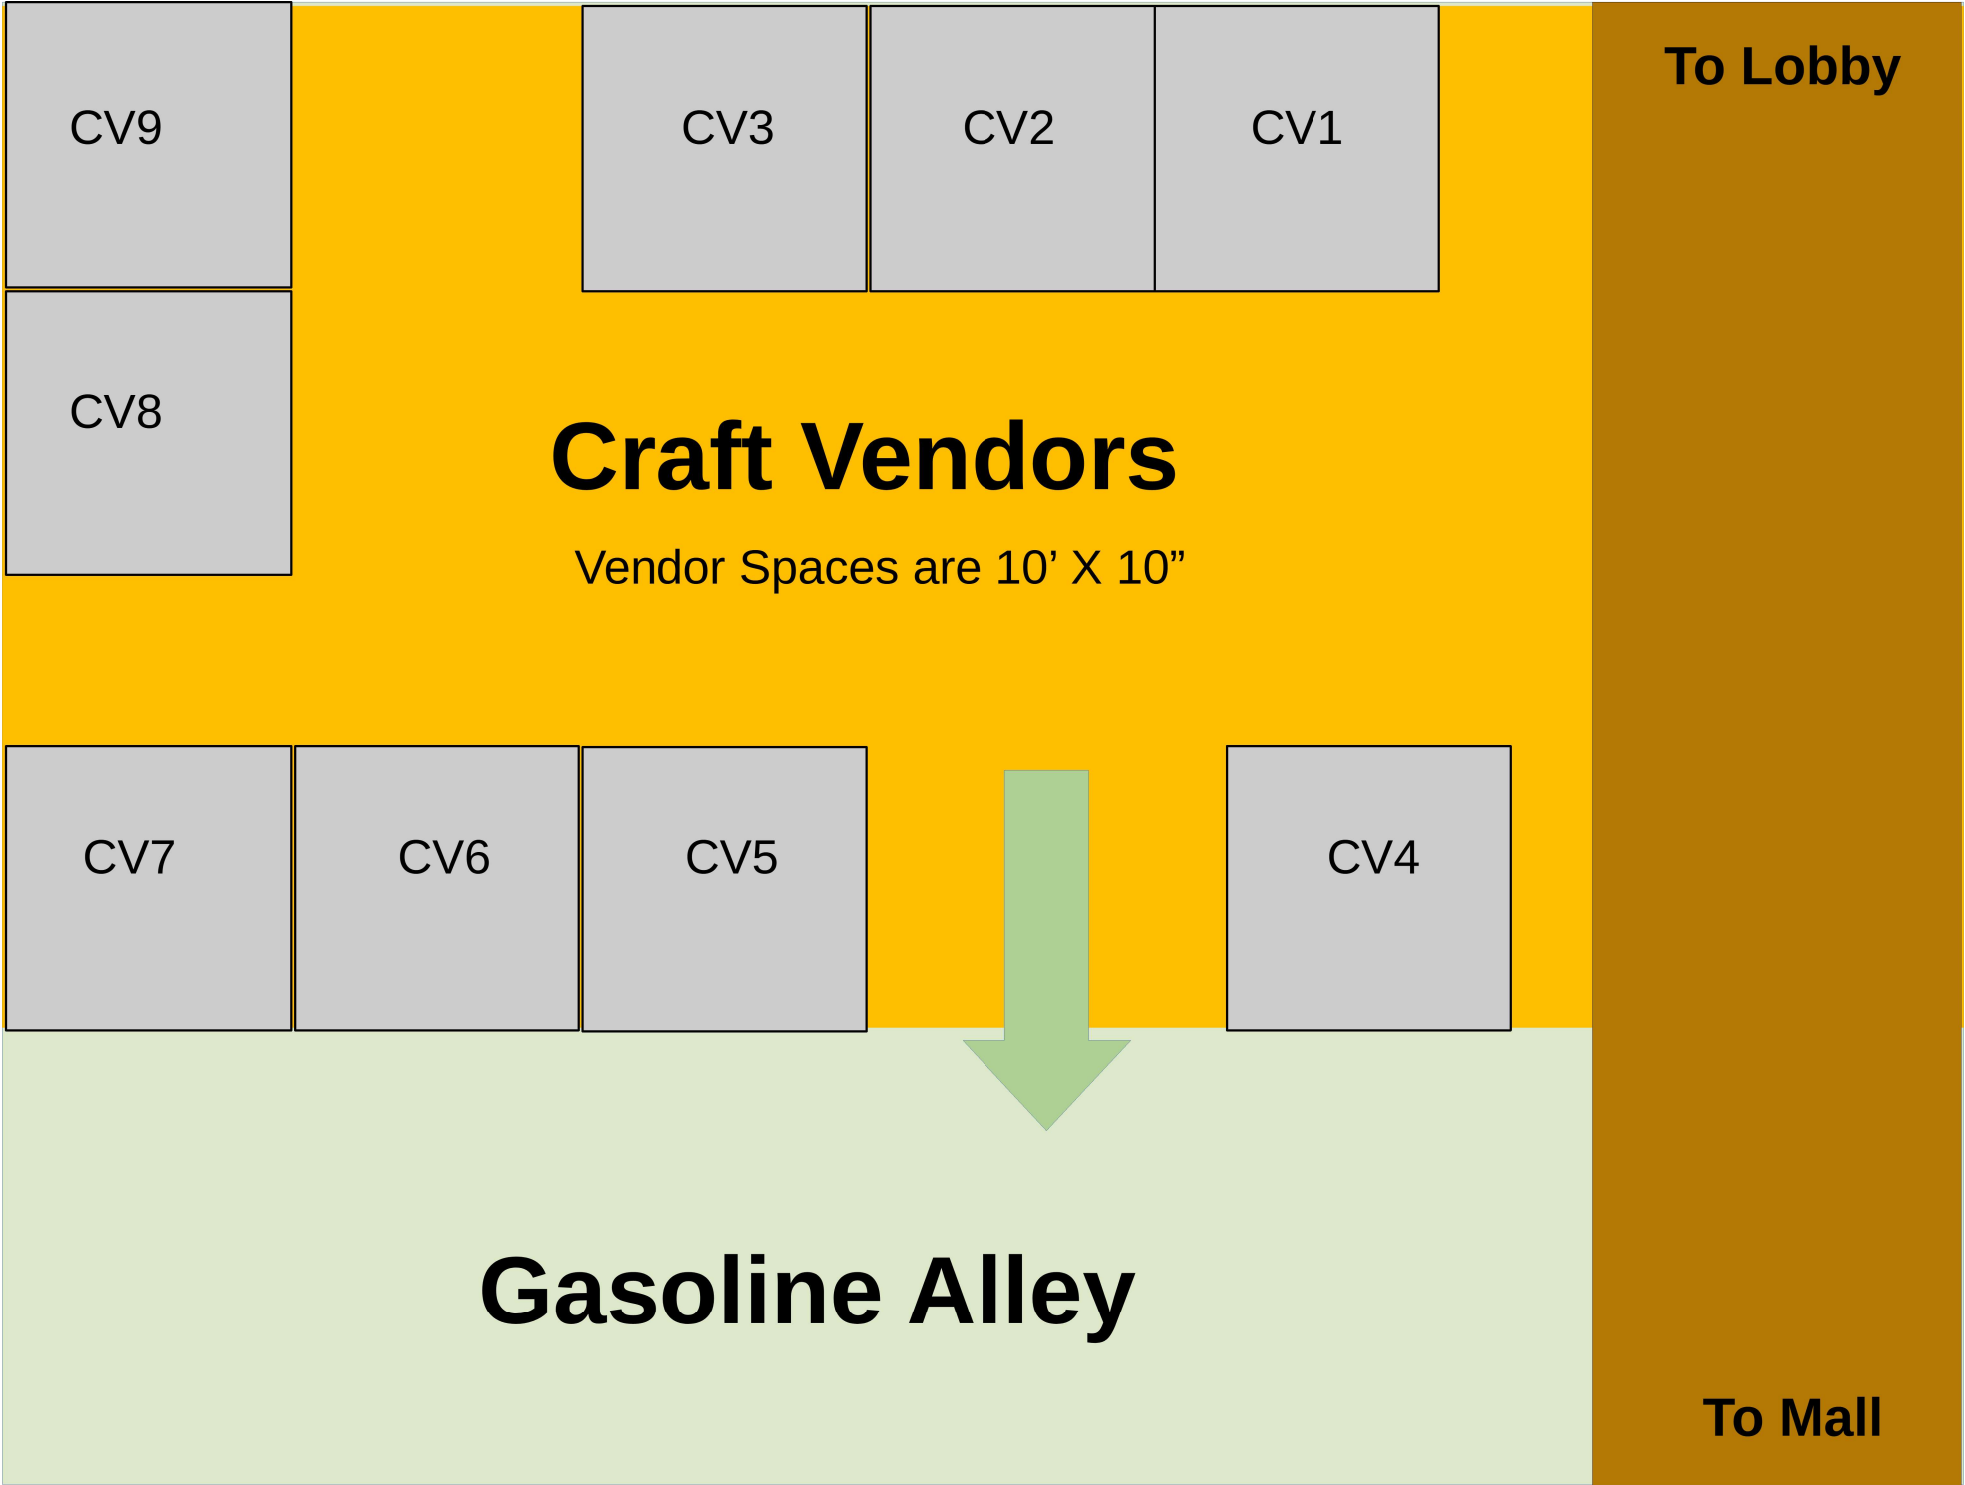 CV9
CV3
CV2
CV1
To Lobby
CV8
Craft Vendors
Vendor Spaces are 10’ X 10”
CV7
CV6
CV5
CV4
Gasoline Alley
To Mall